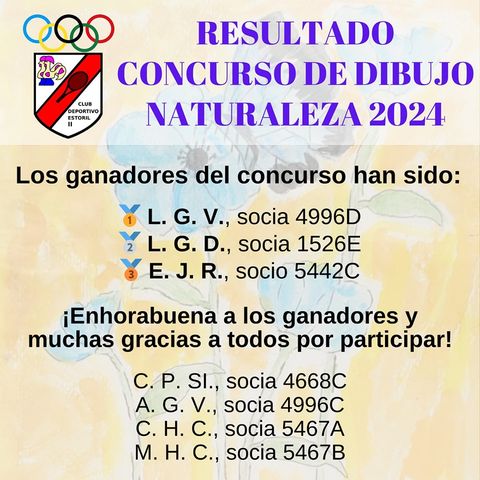 RESULTADO
CONCURSO DE DIBUJO
NATURALEZA 2024
CLUB
DEPORTIVO
ESTORIL
II
Los ganadores del concurso han sido:
1 L. G. V., socia 4996D
2 L. G. D., socia 1526E
3 E. J. R., socio 5442C
¡Enhorabuena a los ganadores y
muchas gracias a todos por participar!
C. P. SI., socia 4668C
A. G. V., socia 4996C
C. H. C., socia 5467A
M. H. C., socia 5467B